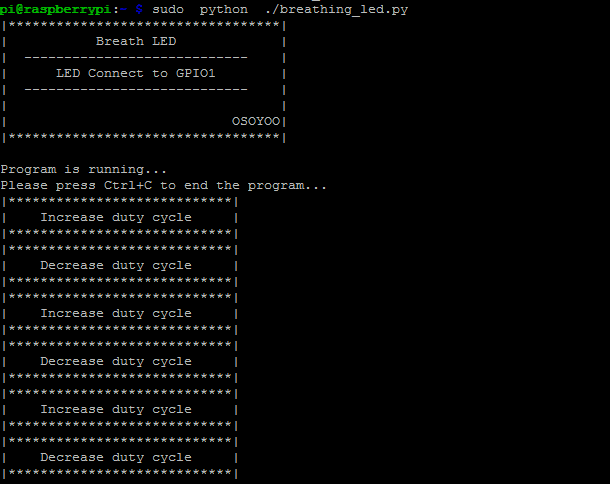 pi@raspberrypi:~ $ sudo  python  ./breathing_led.py
|**********************************|
|           Breath LED             |
|  ----------------------------    |
|      LED Connect to GPIO1        |
|  ----------------------------    |
|                                  |
|                            OSOYOO|
|**********************************|

Program is running...
Please press Ctrl+C to end the program...
|****************************|
|    Increase duty cycle     |
|****************************|
|****************************|
|    Decrease duty cycle     |
|****************************|
|****************************|
|    Increase duty cycle     |
|****************************|
|****************************|
|    Decrease duty cycle     |
|****************************|
|****************************|
|    Increase duty cycle     |
|****************************|
|****************************|
|    Decrease duty cycle     |
|****************************|